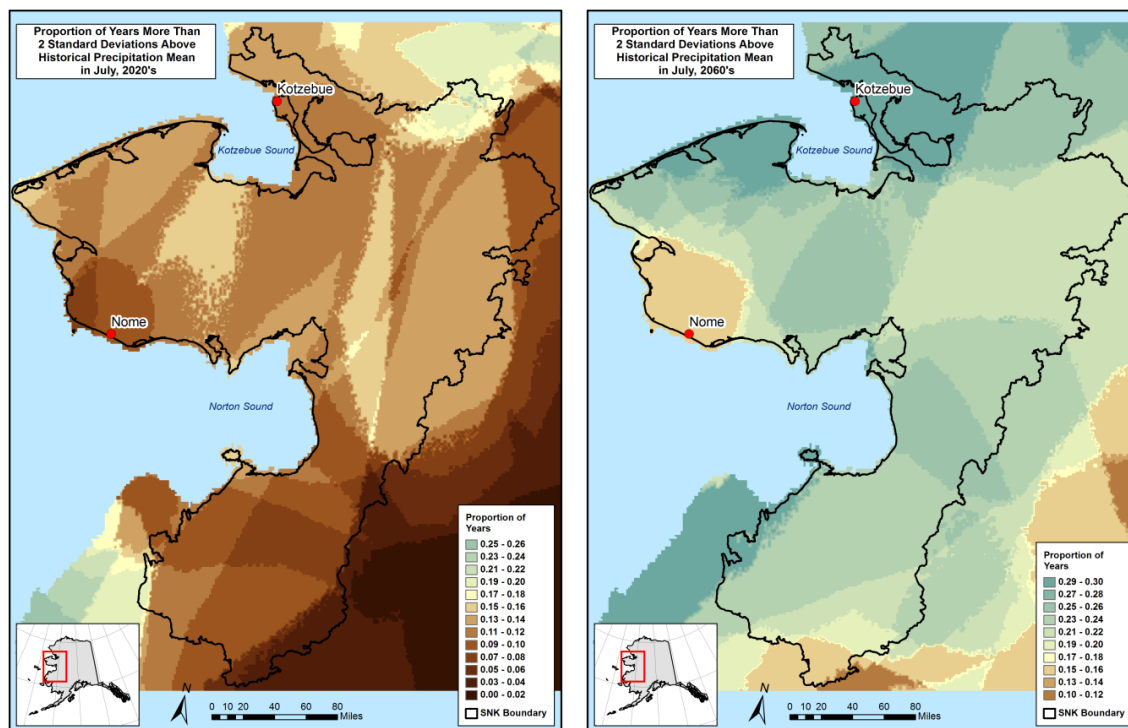 Proportion of Years More Than
2 Standard Deviations Above
Historical Precipitation Mean
in July, 2020's
Kotzebue
Kotzebue Sound
Nome
Norton Sound
Proportion of
Years
0.25 - 0.26
0.23 - 0.24
0.21 - 0.22
0.19 - 0.20
0.17 - 0.18
0.15 - 0.16
0.13 - 0.14
0.11 - 0.12
0.09 - 0.10
0.07 - 0.08
0.05 - 0.06
0.03 - 0.04
0.00 - 0.02
SNK Boundary
N
0 10 20 40 60 80
Miles
Proportion of Years More Than
2 Standard Deviations Above
Historical Precipitation Mean
in July, 2060's
Kotzebue
Kotzebue Sound
Nome
Norton Sound
Proportion of
Years
0.29 - 0.30
0.27 - 0.28
0.25 - 0.26
0.23 - 0.24
0.21 - 0.22
0.19 - 0.20
0.17 - 0.18
0.15 - 0.16
0.13 - 0.14
0.10 - 0.12
SNK Boundary
N
0 10 20 40 60 80
Miles